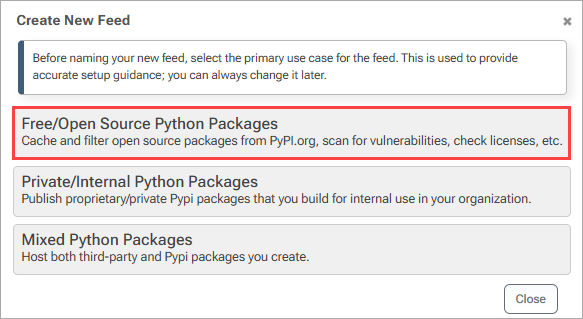 Create New Feed
×
Before naming your new feed, select the primary use case for the feed. This is used to provide
accurate setup guidance; you can always change it later.
Free/Open Source Python Packages
Cache and filter open source packages from PyPI.org, scan for vulnerabilities, check licenses, etc.
Private/Internal Python Packages
Publish proprietary/private Pypi packages that you build for internal use in your organization.
Mixed Python Packages
Host both third-party and Pypi packages you create.
Close